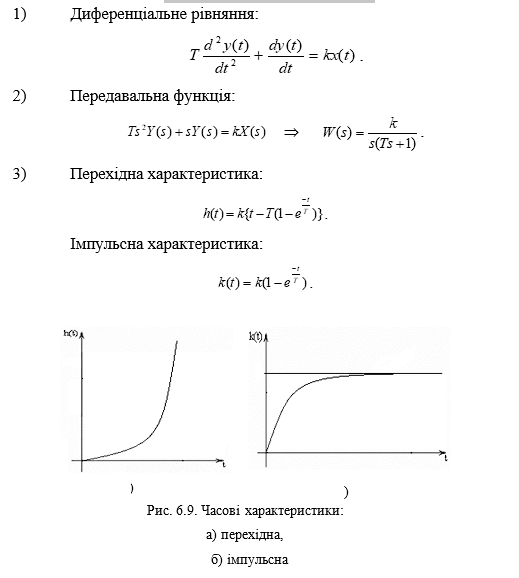 1) Диференціальне рівняння:
T d²y(t)/dt² + dy(t)/dt = kx(t) .
2) Передавальна функція:
Ts²Y(s) + sY(s) = kX(s) ⇒ W(s) = k/s(Ts+1) .
3) Перехідна характеристика:
h(t) = k{t − T(1 − e^(−t/T))} .
Імпульсна характеристика:
k(t) = k(1 − e^(−t/T)) .
h(t) k(t)
t t
) )
Рис. 6.9. Часові характеристики:
а) перехідна,
б) імпульсна